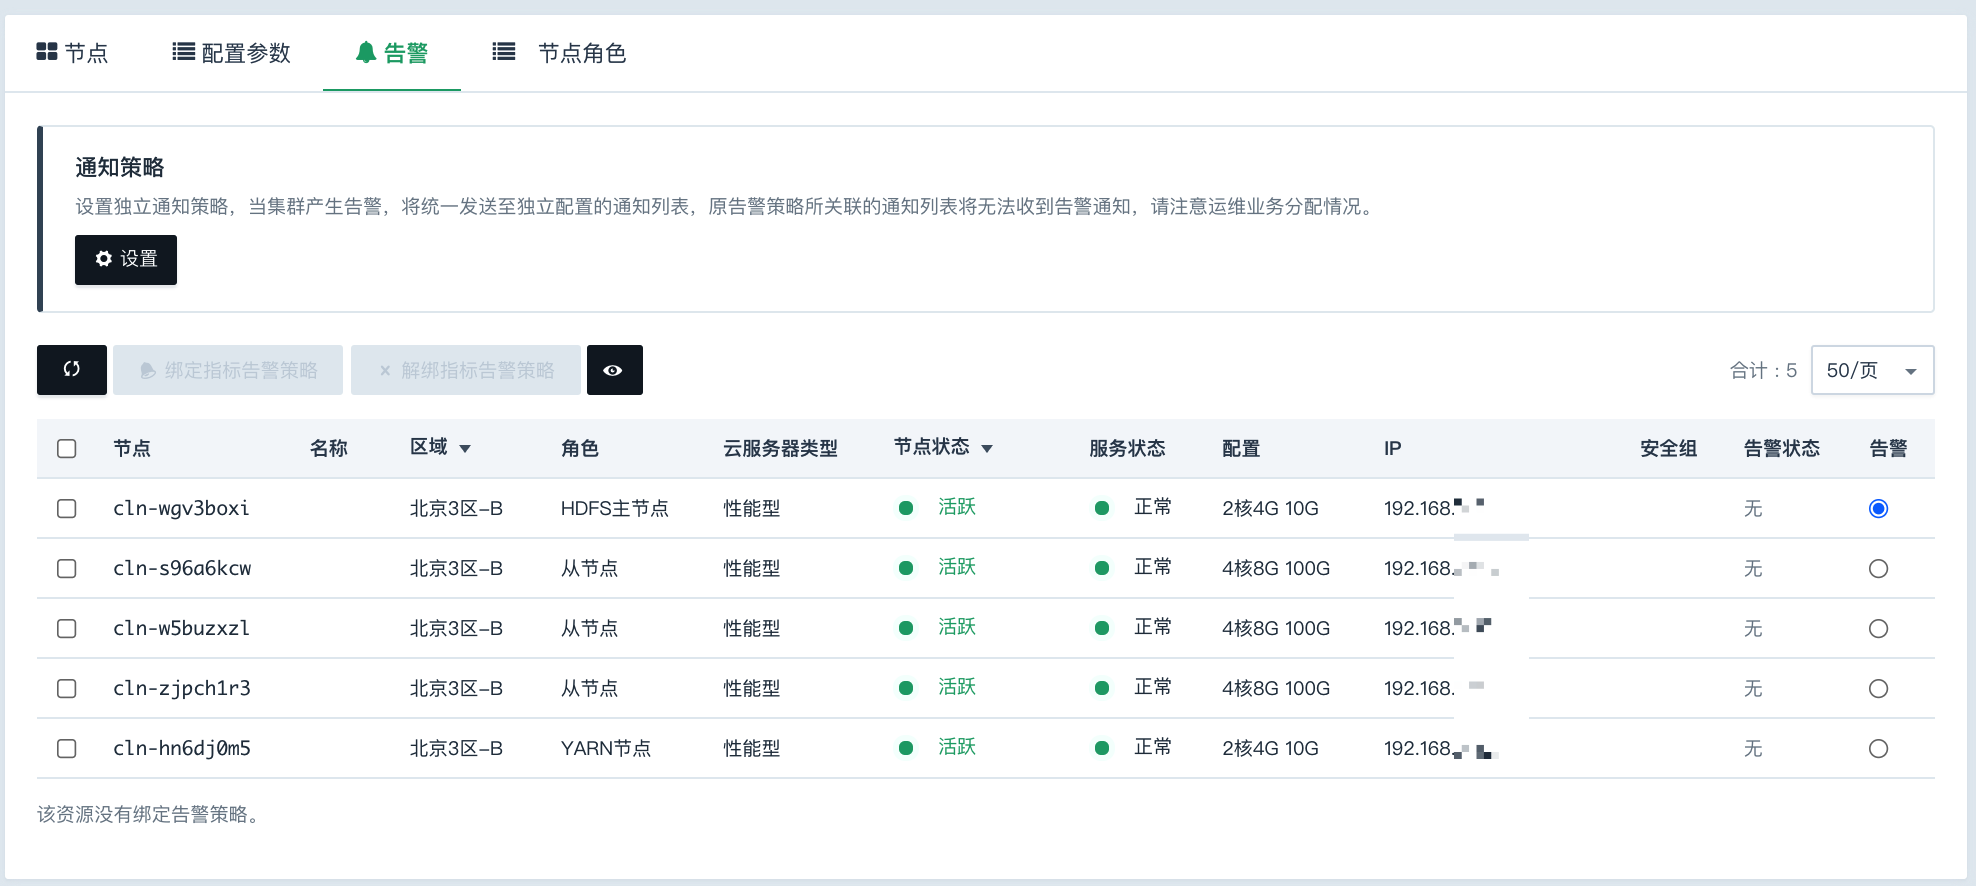 节点 配置参数 告警 节点角色
通知策略
设置独立通知策略，当集群产生告警，将统一发送至独立配置的通知列表，原告警策略所关联的通知列表将无法收到告警通知，请注意运维业务分配情况。
设置
绑定指标告警策略 解绑指标告警策略 合计：5 50/页
节点 名称 区域 角色 云服务器类型 节点状态 服务状态 配置 IP 安全组 告警状态 告警
cln-wgv3boxi 北京3区-B HDFS主节点 性能型 活跃 正常 2核4G 10G 192.168. 无
cln-s96a6kcw 北京3区-B 从节点 性能型 活跃 正常 4核8G 100G 192.168. 无
cln-w5buzxzl 北京3区-B 从节点 性能型 活跃 正常 4核8G 100G 192.168. 无
cln-zjpch1r3 北京3区-B 从节点 性能型 活跃 正常 4核8G 100G 192.168. 无
cln-hn6dj0m5 北京3区-B YARN节点 性能型 活跃 正常 2核4G 10G 192.168. 无
该资源没有绑定告警策略。